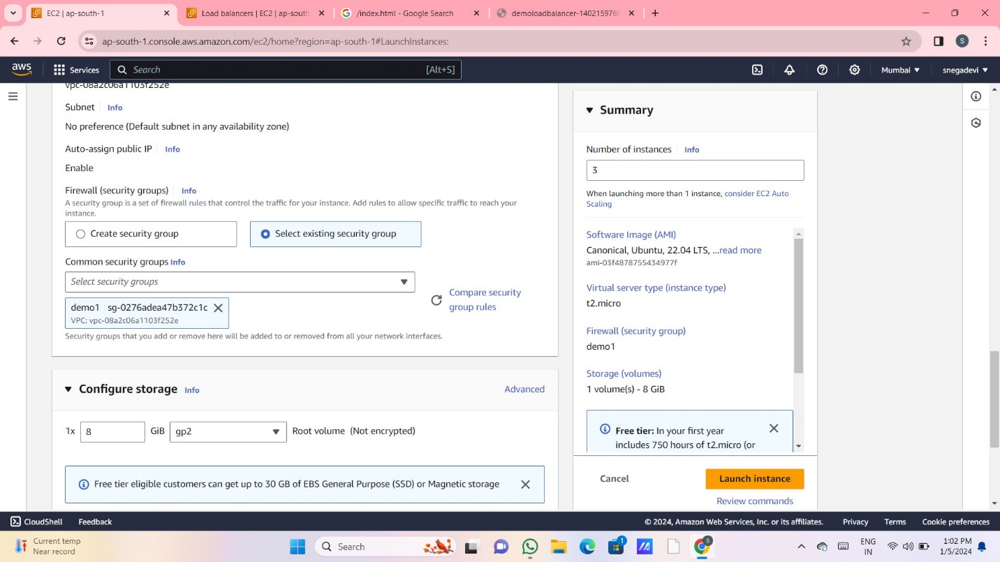 EC2 | ap-south-1
Load balancers | EC2 | ap-south
/index.html - Google Search
demoloadbalancer-1402159769
ap-south-1.console.aws.amazon.com/ec2/home?region=ap-south-1#LaunchInstances:
S
aws
Services
Search
[Alt+S]
Mumbai
snegadevi
vpc-08a2c06a1103f252e
Subnet Info
No preference (Default subnet in any availability zone)
Auto-assign public IP Info
Enable
Firewall (security groups) Info
A security group is a set of firewall rules that control the traffic for your instance. Add rules to allow specific traffic to reach your
instance.
Create security group
Select existing security group
Common security groups Info
Select security groups
Compare security
group rules
demo1 sg-0276adea47b372c1c
VPC: vpc-08a2c06a1103f252e
Security groups that you add or remove here will be added to or removed from all your network interfaces.
Configure storage Info
Advanced
1x 8 GiB gp2 Root volume (Not encrypted)
Free tier eligible customers can get up to 30 GB of EBS General Purpose (SSD) or Magnetic storage
Summary
Number of instances Info
3
When launching more than 1 instance, consider EC2 Auto
Scaling
Software Image (AMI)
Canonical, Ubuntu, 22.04 LTS, ...read more
ami-03f4878755434977f
Virtual server type (instance type)
t2.micro
Firewall (security group)
demo1
Storage (volumes)
1 volume(s) - 8 GiB
Free tier: In your first year
includes 750 hours of t2.micro (or
Cancel
Launch instance
Review commands
CloudShell
Feedback
© 2024, Amazon Web Services, Inc. or its affiliates.
Privacy
Terms
Cookie preferences
Current temp
Near record
Search
1
S
ENG
IN
1:02 PM
1/5/2024